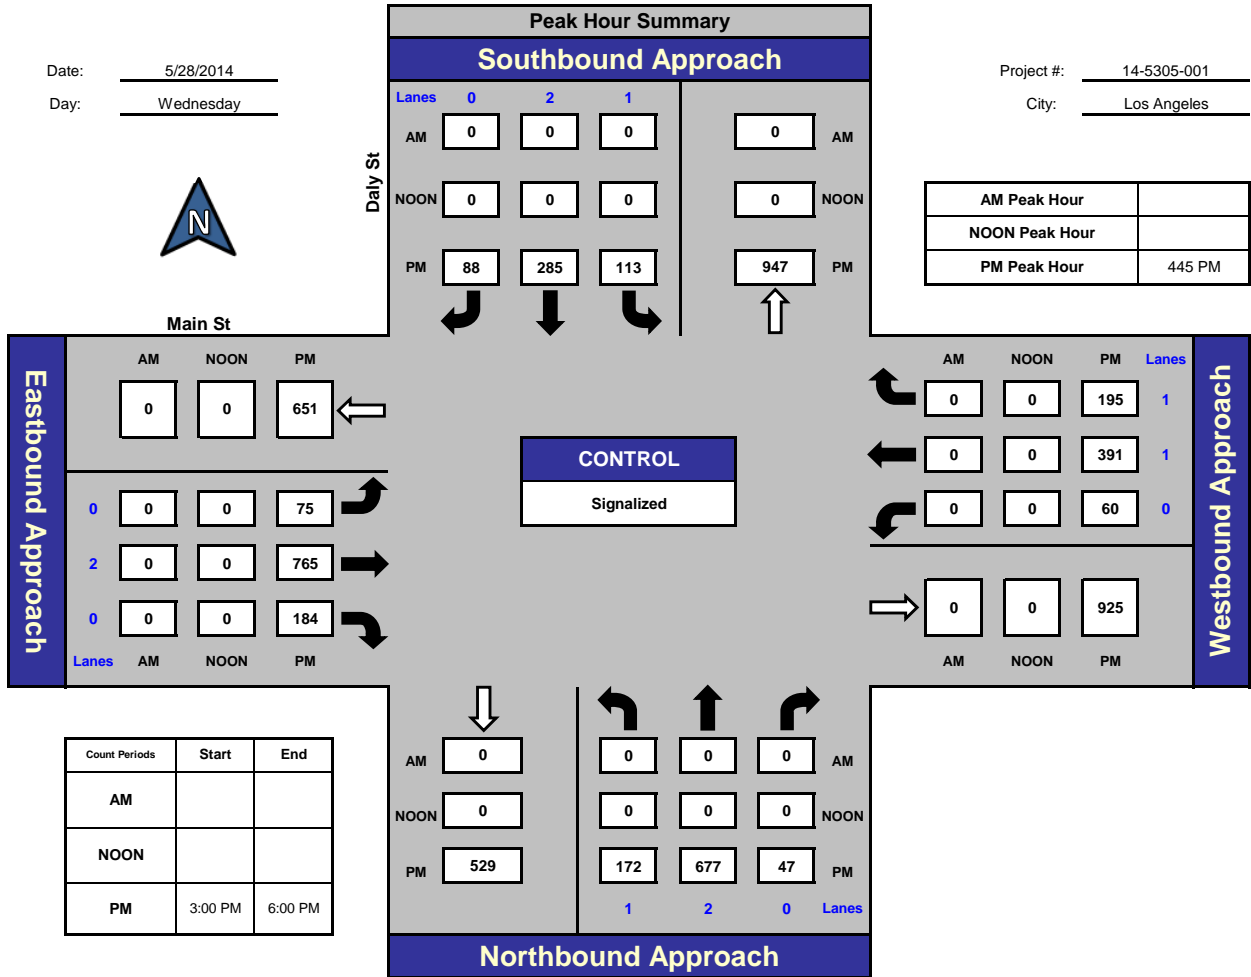 Peak Hour Summary
Southbound Approach
Date: 5/28/2014
Day: Wednesday
Project #: 14-5305-001
City: Los Angeles
N
Daly St
Lanes 0 2 1
AM 0 0 0 0 AM
NOON 0 0 0 0 NOON
PM 88 285 113 947 PM
AM Peak Hour
NOON Peak Hour
PM Peak Hour 445 PM
Main St
Eastbound Approach
AM NOON PM
0 0 651
0 0 0 75
2 0 0 765
0 0 0 184
Lanes AM NOON PM
CONTROL
Signalized
AM NOON PM Lanes
0 0 195 1
0 0 391 1
0 0 60 0
0 0 925
AM NOON PM
Westbound Approach
Count Periods Start End
AM
NOON
PM 3:00 PM 6:00 PM
AM 0 0 0 0 AM
NOON 0 0 0 0 NOON
PM 529 172 677 47 PM
1 2 0 Lanes
Northbound Approach